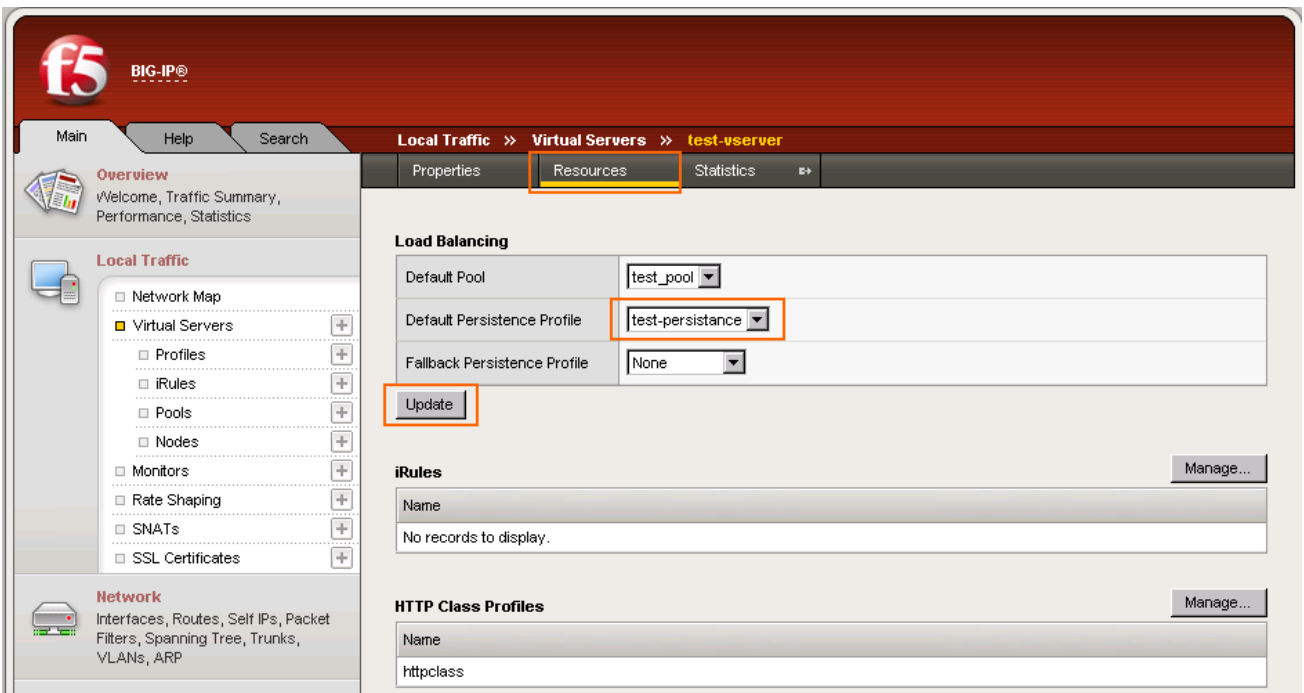 f5
BIG-IP®
Main Help Search
Local Traffic » Virtual Servers » test-vserver
Properties Resources Statistics
Overview
Welcome, Traffic Summary,
Performance, Statistics
Local Traffic
Network Map
Virtual Servers
Profiles
iRules
Pools
Nodes
Monitors
Rate Shaping
SNATs
SSL Certificates
Network
Interfaces, Routes, Self IPs, Packet
Filters, Spanning Tree, Trunks,
VLANs, ARP
Load Balancing
Default Pool test_pool
Default Persistence Profile test-persistance
Fallback Persistence Profile None
Update
iRules Manage...
Name
No records to display.
HTTP Class Profiles Manage...
Name
httpclass